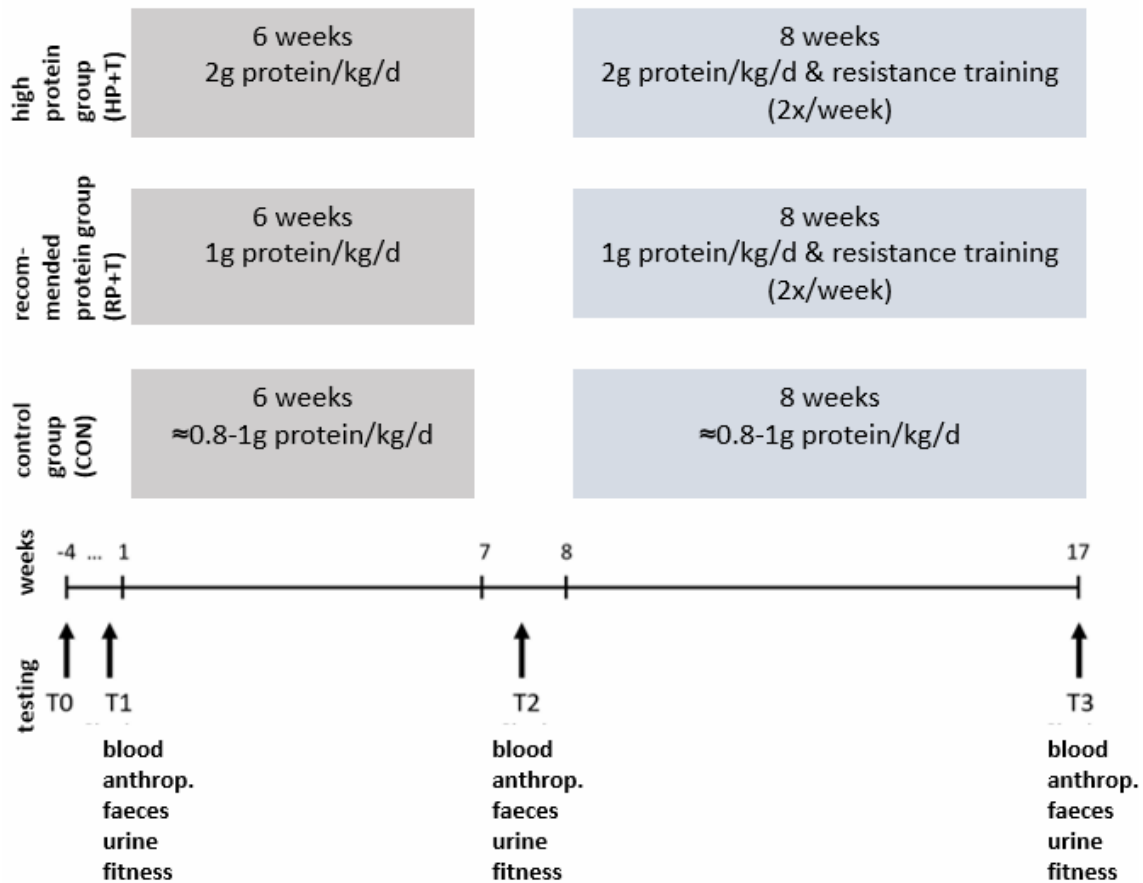 high
protein
group
(HP+T)
6 weeks
2g protein/kg/d
8 weeks
2g protein/kg/d & resistance training
(2x/week)
recom-
mended
protein group
(RP+T)
6 weeks
1g protein/kg/d
8 weeks
1g protein/kg/d & resistance training
(2x/week)
control
group
(CON)
6 weeks
≈0.8-1g protein/kg/d
8 weeks
≈0.8-1g protein/kg/d
weeks
-4 ... 1 7 8 17
testing
T0 T1 T2 T3
blood blood blood
anthrop. anthrop. anthrop.
faeces faeces faeces
urine urine urine
fitness fitness fitness